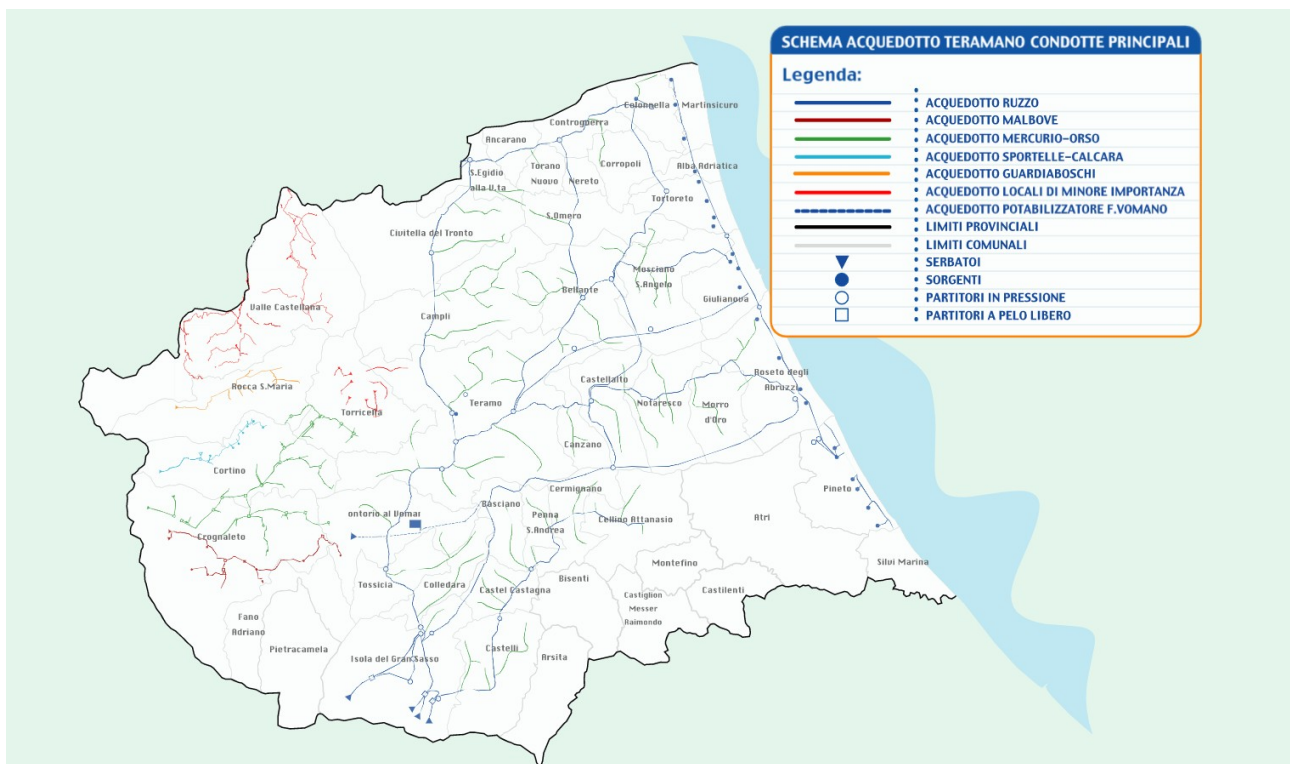 SCHEMA ACQUEDOTTO TERAMANO CONDOTTE PRINCIPALI
Legenda:
ACQUEDOTTO RUZZO
ACQUEDOTTO MALBOVE
ACQUEDOTTO MERCURIO-ORSO
ACQUEDOTTO SPORTELLE-CALCARA
ACQUEDOTTO GUARDIABOSCHI
ACQUEDOTTO LOCALI DI MINORE IMPORTANZA
ACQUEDOTTO POTABILIZZATORE F.VOMANO
LIMITI PROVINCIALI
LIMITI COMUNALI
SERBATOI
SORGENTI
PARTITORI IN PRESSIONE
PARTITORI A PELO LIBERO
Colonnella
Martinsicuro
Controguerra
Ancarano
Corropoli
Alba Adriatica
Torano
Nuovo
Nereto
S.Egidio
alla V.ta
Tortoreto
S.Omero
Civitella del Tronto
Mosciano
S.Angelo
Bellante
Giulianova
Valle Castellana
Campli
Rocca S.Maria
Castellalto
Roseto degli
Abruzzi
Torricella
Teramo
Notaresco
Morro
d'Oro
Canzano
Cortino
Cermignano
Pineto
Basciano
Penna
S.Andrea
Cellino Attanasio
Atri
ontorio al Vomar
Crognaleto
Montefino
Silvi Marina
Tossicia
Colledara
Castel Castagna
Bisenti
Castiglion
Messer
Raimondo
Castilenti
Fano
Adriano
Pietracamela
Isola del Gran Sasso
Castelli
Arsita